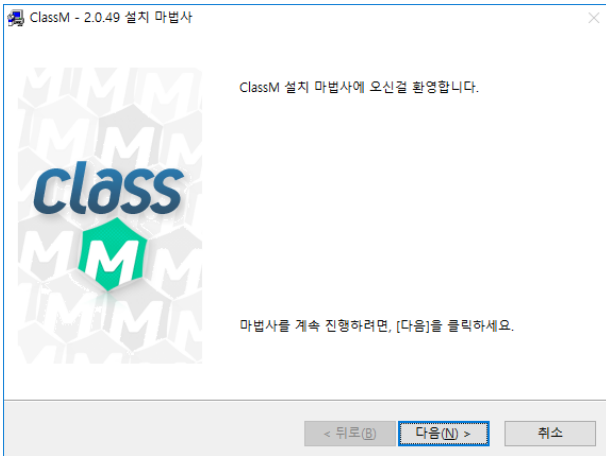 ClassM - 2.0.49 설치 마법사
ClassM 설치 마법사에 오신걸 환영합니다.
class
M
마법사를 계속 진행하려면, [다음]을 클릭하세요.
< 뒤로(B)
다음(N) >
취소